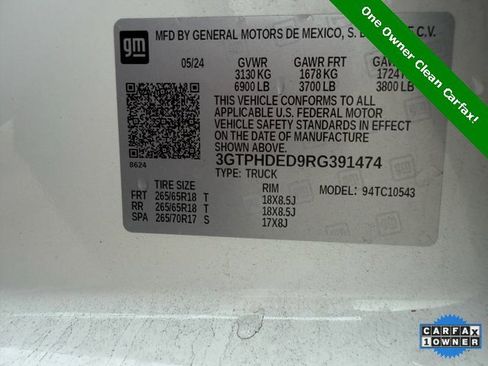 gm
MFD BY GENERAL MOTORS DE MEXICO, S. DE C.V.
One Owner Clean Carfax!
05/24 GVWR GAWR FRT GAW
3130 KG 1678 KG 1724
6900 LB 3700 LB 3800 LB
THIS VEHICLE CONFORMS TO ALL
APPLICABLE U.S. FEDERAL MOTOR
VEHICLE SAFETY STANDARDS IN EFFECT
ON THE DATE OF MANUFACTURE
SHOWN ABOVE.
8624
3GTPHDED9RG391474
TYPE: TRUCK
TIRE SIZE RIM MODEL: 94TC10543
FRT 265/65R18 T 18X8.5J
RR 265/65R18 T 18X8.5J
SPA 265/70R17 S 17X8J
CARFAX
1 OWNER